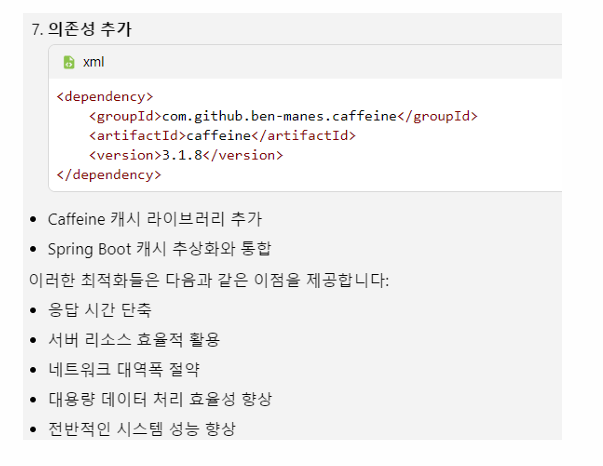 7. 의존성 추가
xml
<dependency>
    <groupId>com.github.ben-manes.caffeine</groupId>
    <artifactId>caffeine</artifactId>
    <version>3.1.8</version>
</dependency>
• Caffeine 캐시 라이브러리 추가
• Spring Boot 캐시 추상화와 통합
이러한 최적화들은 다음과 같은 이점을 제공합니다:
• 응답 시간 단축
• 서버 리소스 효율적 활용
• 네트워크 대역폭 절약
• 대용량 데이터 처리 효율성 향상
• 전반적인 시스템 성능 향상